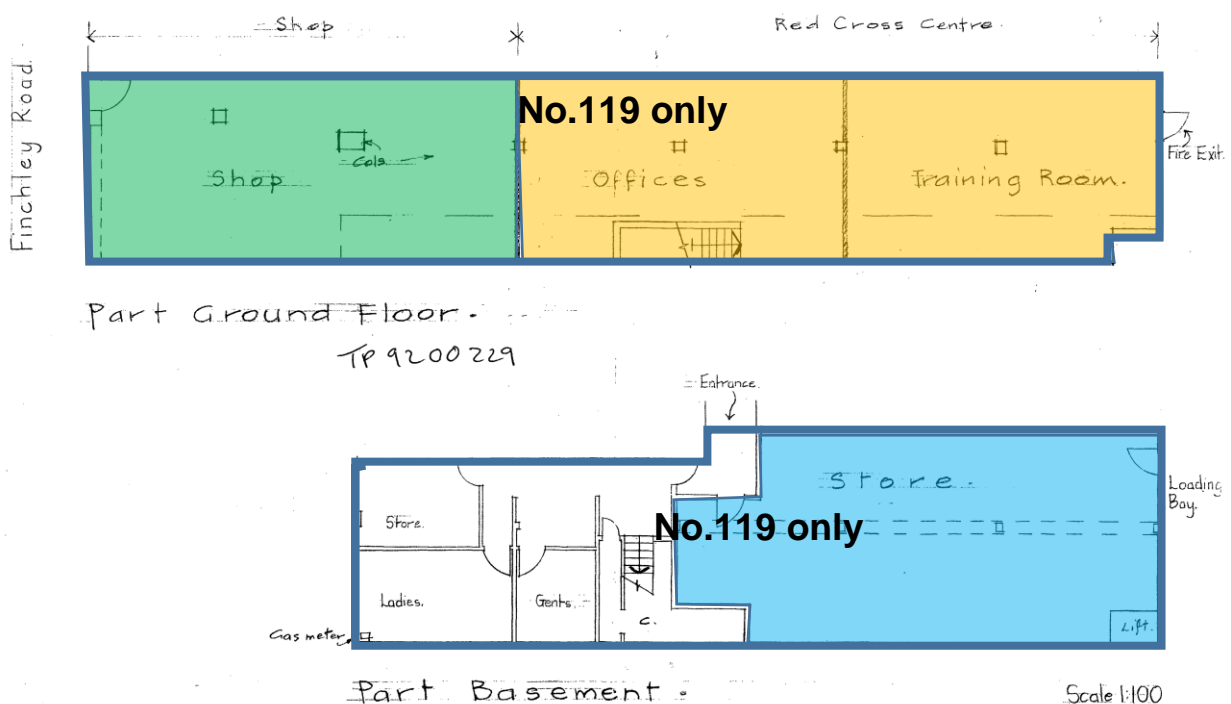 Shop
Red Cross Centre.
Finchley Road.
No.119 only
Cols
Fire Exit.
Shop
Offices
Training Room.
Part Ground Floor.
TP 9200229
Entrance.
Store.
Loading
Bay.
Store.
No.119 only
Ladies.
Gents.
C.
Gas meter
Lift.
Part Basement.
Scale 1:100